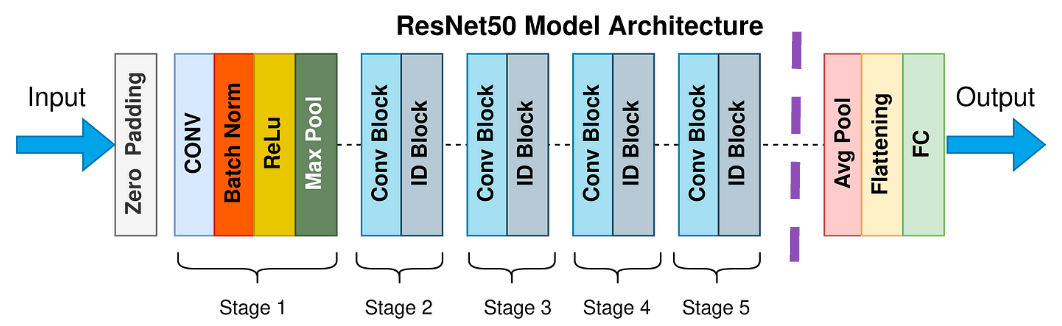 ResNet50 Model Architecture
Input
Zero Padding
CONV
Batch Norm
ReLu
Max Pool
Conv Block
ID Block
Conv Block
ID Block
Conv Block
ID Block
Conv Block
ID Block
Avg Pool
Flattening
FC
Output
Stage 1
Stage 2
Stage 3
Stage 4
Stage 5